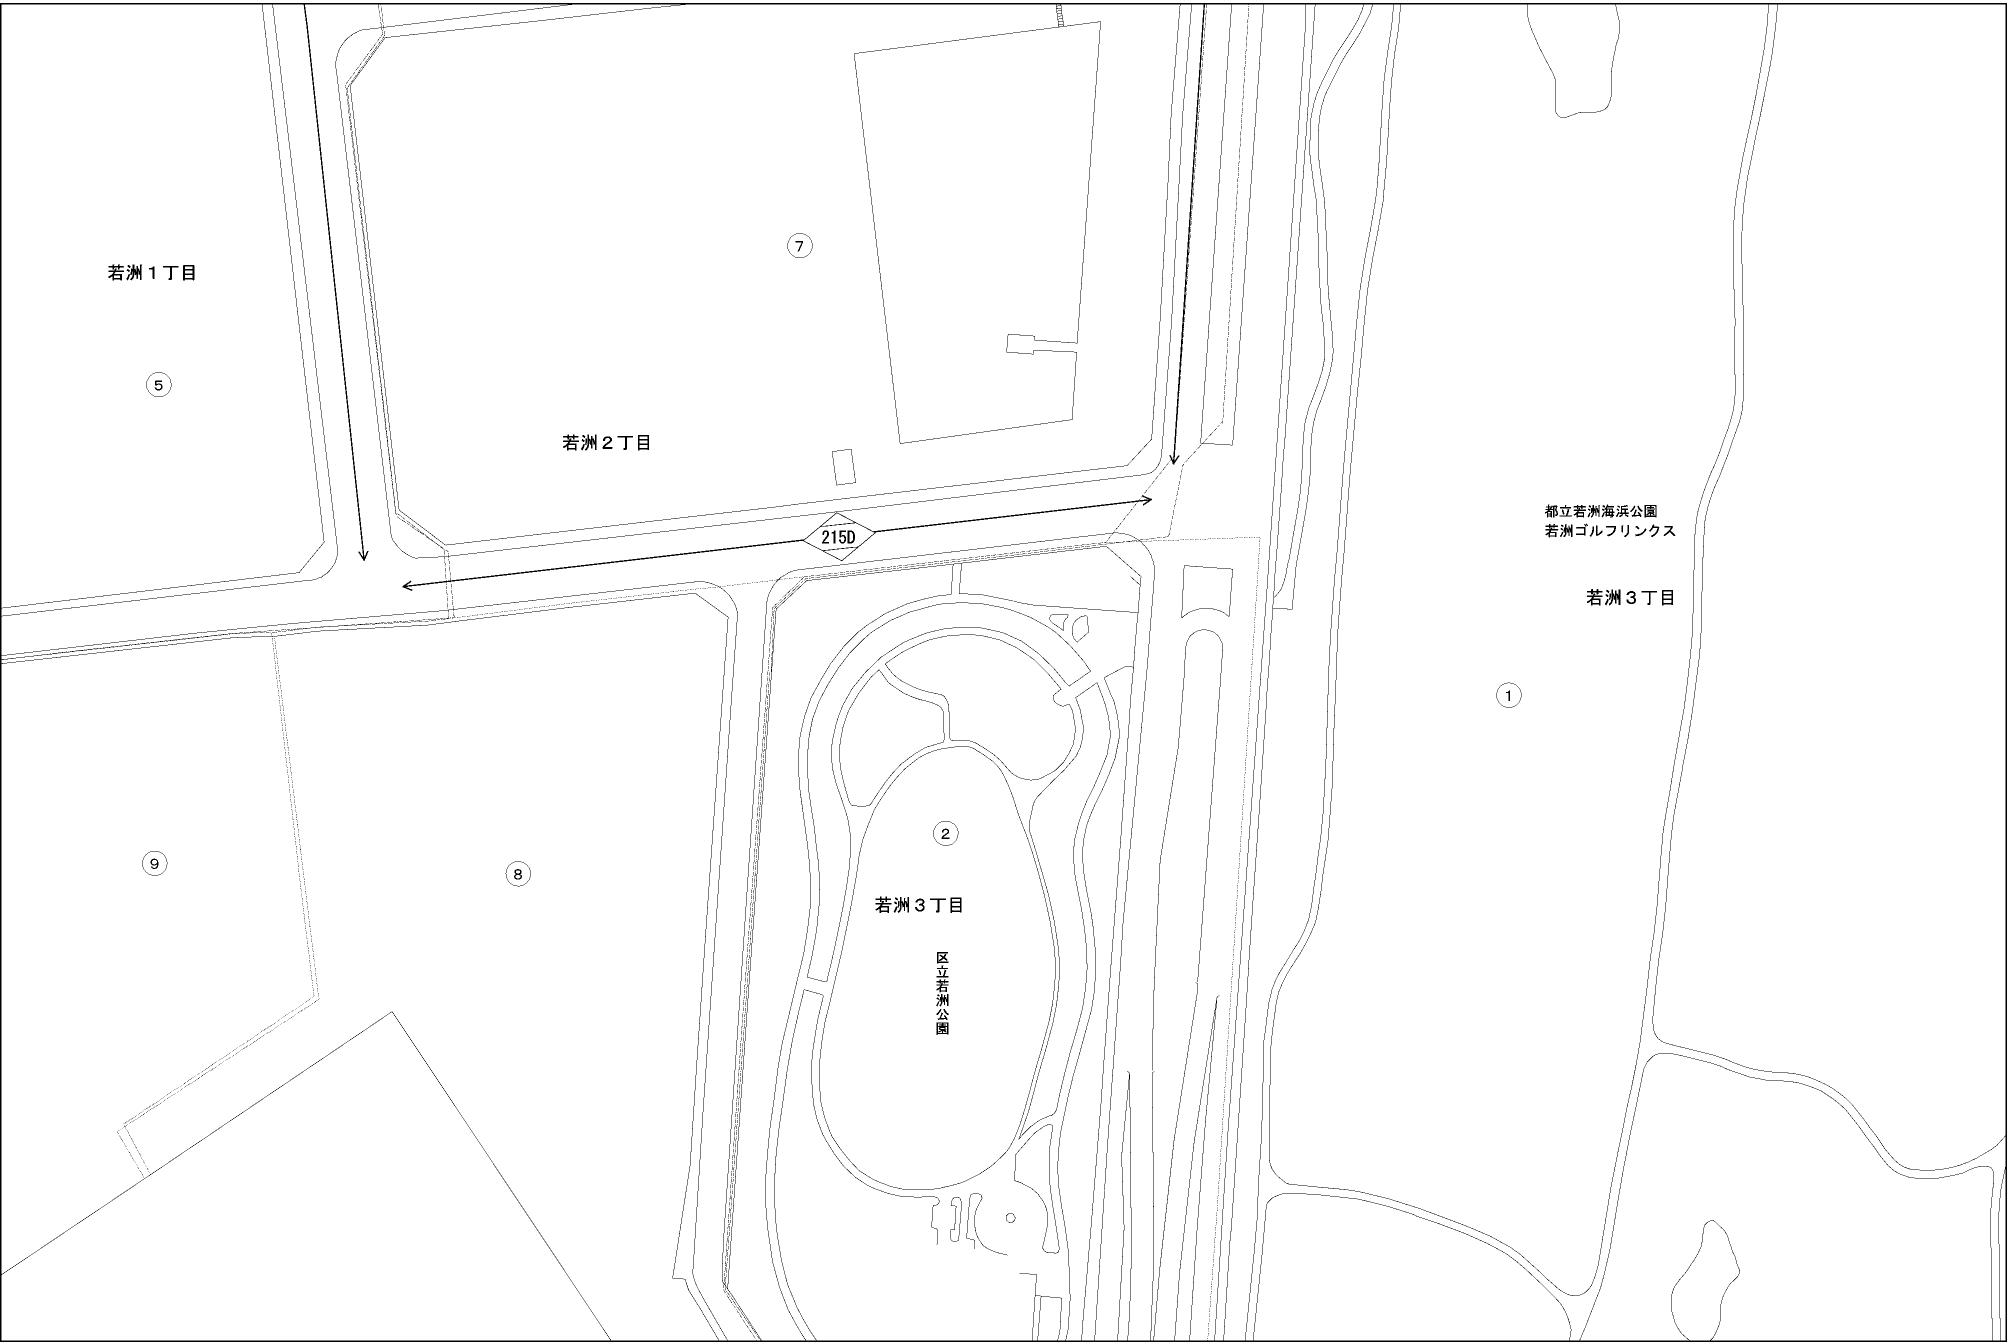 ⑦
若洲１丁目
⑤
若洲２丁目
215D
都立若洲海浜公園
若洲ゴルフリンクス
若洲３丁目
①
②
⑨
⑧
若洲３丁目
区立若洲公園